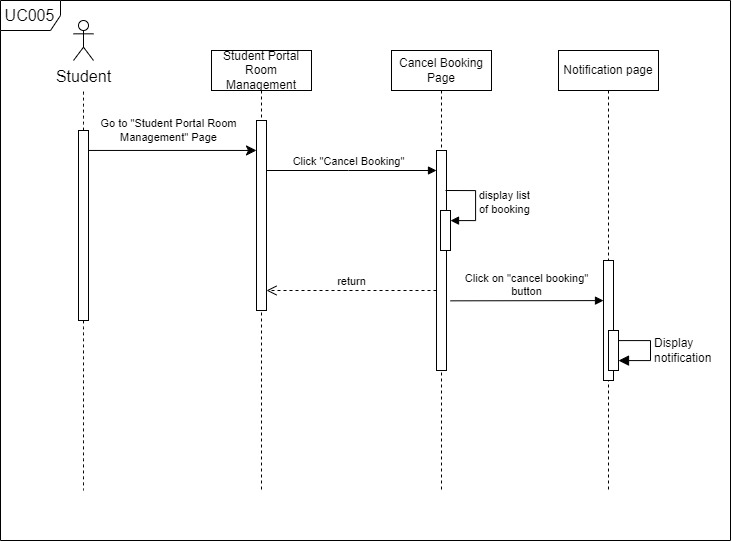 UC005
Student
Student Portal
Room
Management
Cancel Booking
Page
Notification page
Go to "Student Portal Room
Management" Page
Click "Cancel Booking"
display list
of booking
return
Click on "cancel booking"
button
Display
notification